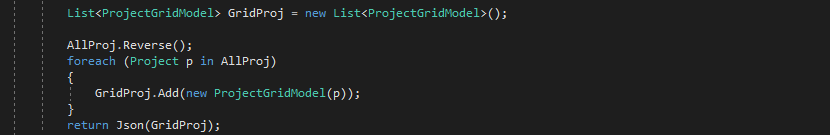 List<ProjectGridModel> GridProj = new List<ProjectGridModel>();
AllProj.Reverse();
foreach (Project p in AllProj)
{
GridProj.Add(new ProjectGridModel(p));
}
return Json(GridProj);